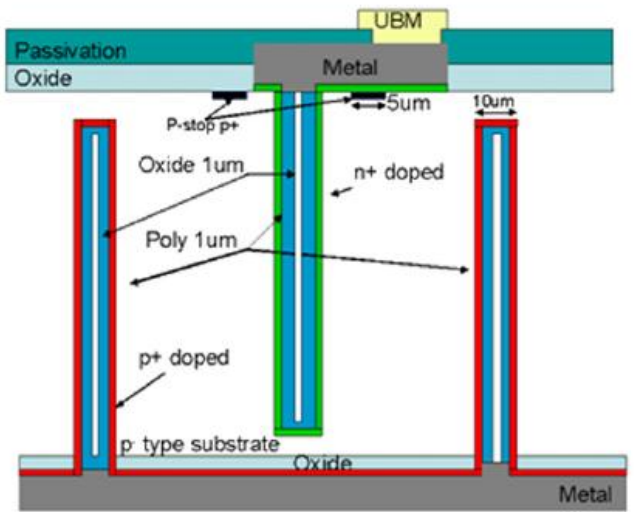 UBM
Passivation
Metal
Oxide
P-stop p+
5um
10um
Oxide 1um
n+ doped
Poly 1um
p+ doped
p- type substrate
Oxide
Metal